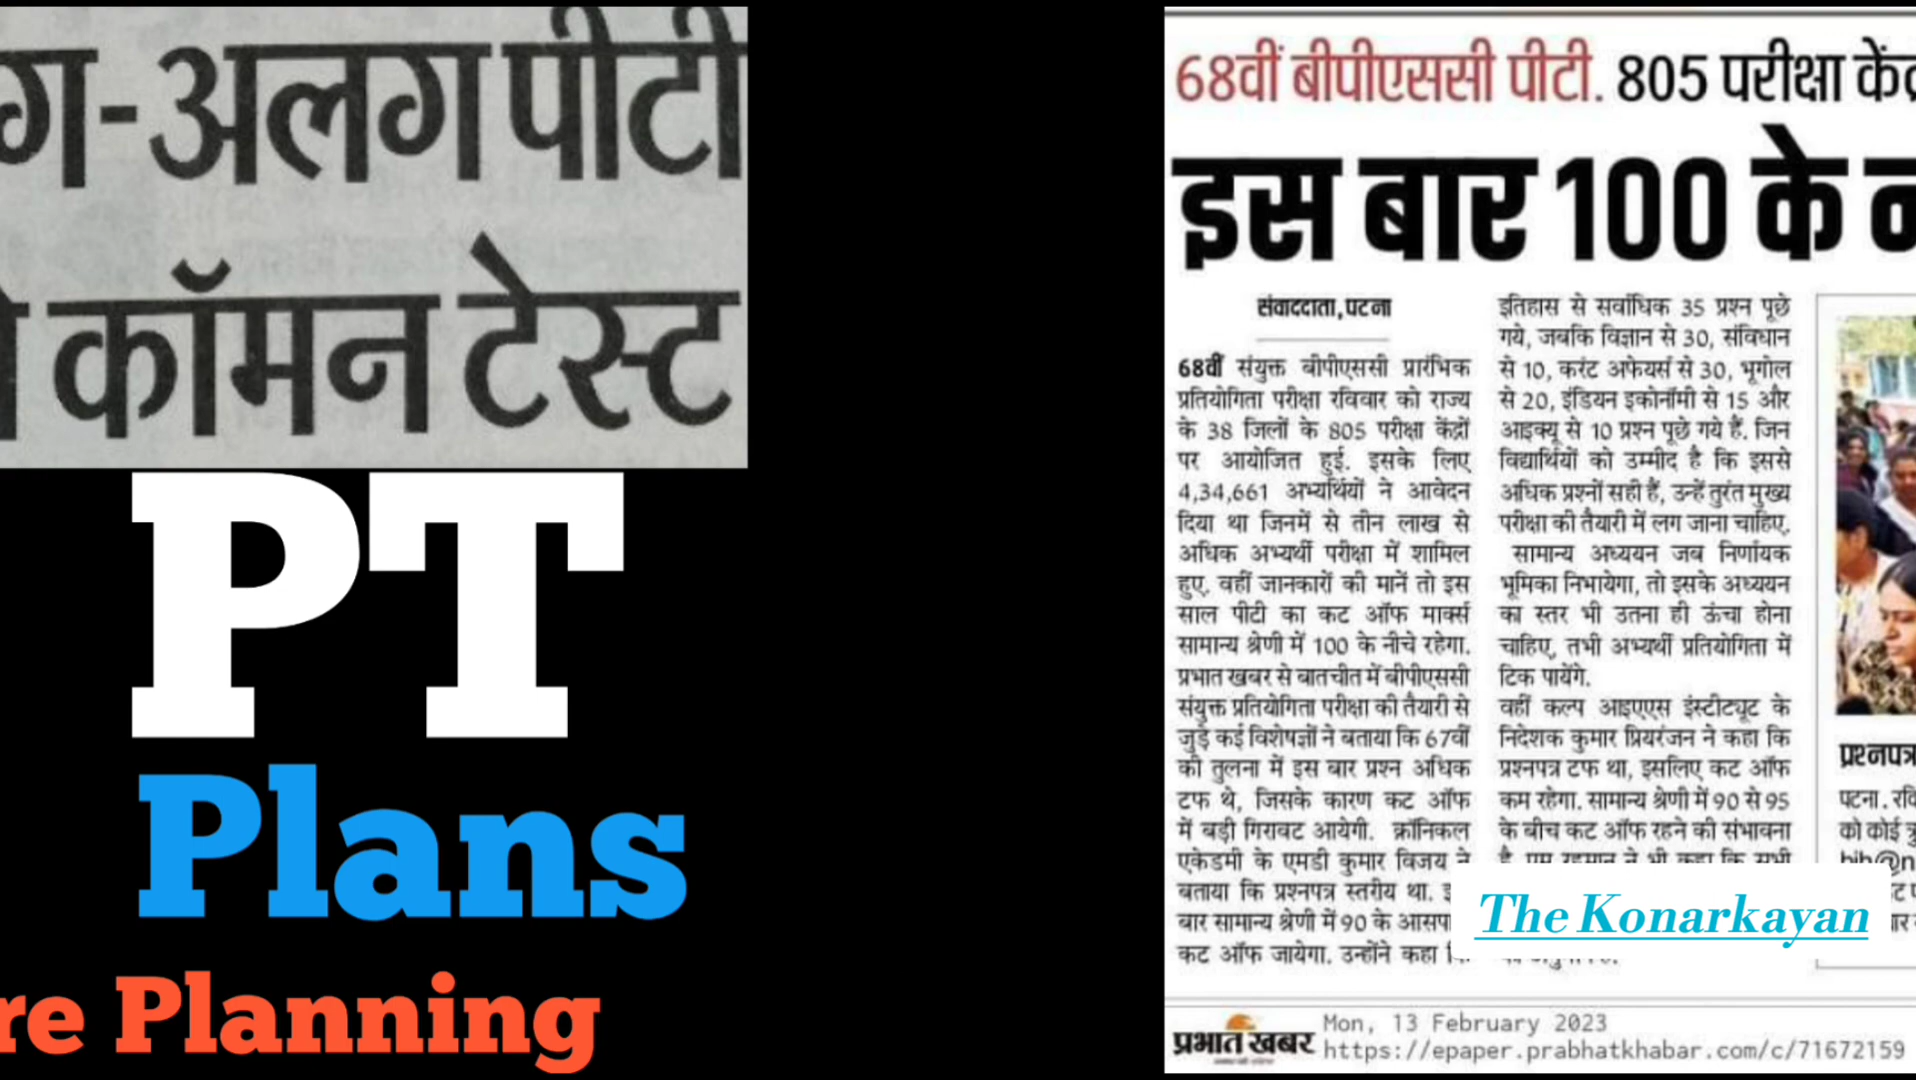 ग-अलग पीटी
कॉमन टेस्ट
PT
Plans
re Planning
68वीं बीपीएससी पीटी. 805 परीक्षा केंद्र
इस बार 100 के न
संवाददाता, पटना
68वीं संयुक्त बीपीएससी प्रारंभिक
प्रतियोगिता परीक्षा रविवार को राज्य
के 38 जिलों के 805 परीक्षा केंद्रों
पर आयोजित हुई. इसके लिए
4,34,661 अभ्यर्थियों ने आवेदन
दिया था जिनमें से तीन लाख से
अधिक अभ्यर्थी परीक्षा में शामिल
हुए. वहीं जानकारों की मानें तो इस
साल पीटी का कट ऑफ मार्क्स
सामान्य श्रेणी में 100 के नीचे रहेगा.
प्रभात खबर से बातचीत में बीपीएससी
संयुक्त प्रतियोगिता परीक्षा की तैयारी से
जुड़े कई विशेषज्ञों ने बताया कि 67वीं
की तुलना में इस बार प्रश्न अधिक
टफ थे, जिसके कारण कट ऑफ
में बड़ी गिरावट आयेगी. क्रॉनिकल
एकेडमी के एमडी कुमार विजय ने
बताया कि प्रश्नपत्र स्तरीय था.
बार सामान्य श्रेणी में 90 के आसपा
कट ऑफ जायेगा. उन्होंने कहा
इतिहास से सर्वाधिक 35 प्रश्न पूछे
गये, जबकि विज्ञान से 30, संविधान
से 10, करंट अफेयर्स से 30, भूगोल
से 20, इंडियन इकोनॉमी से 15 और
आइक्यू से 10 प्रश्न पूछे गये हैं. जिन
विद्यार्थियों को उम्मीद है कि इससे
अधिक प्रश्नों सही हैं, उन्हें तुरंत मुख्य
परीक्षा की तैयारी में लग जाना चाहिए.
सामान्य अध्ययन जब निर्णायक
भूमिका निभायेगा, तो इसके अध्ययन
का स्तर भी उतना ही ऊंचा होना
चाहिए, तभी अभ्यर्थी प्रतियोगिता में
टिक पायेंगे.
वहीं कल्प आइएएस इंस्टीट्यूट के
निदेशक कुमार प्रियरंजन ने कहा कि
प्रश्नपत्र टफ था, इसलिए कट ऑफ
कम रहेगा. सामान्य श्रेणी में 90 से 95
के बीच कट ऑफ रहने की संभावना
प्रश्नपत्र
पटना. रवि
को कोई त्रु
bih@n
The Konarkayan
प्रभात खबर
Mon, 13 February 2023
https://epaper.prabhatkhabar.com/c/71672159